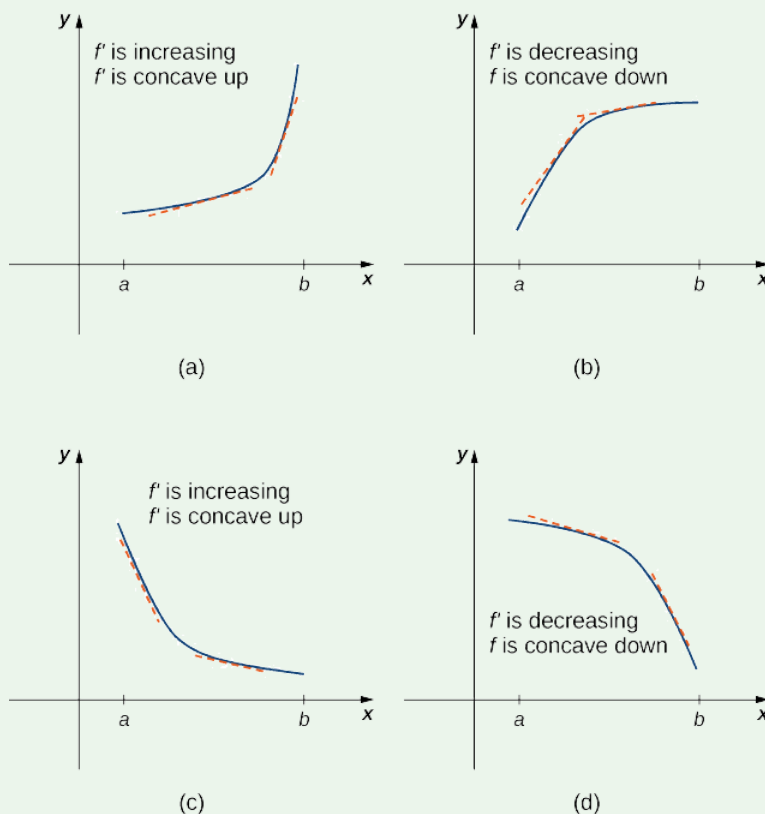 y
f' is increasing
f' is concave up
a
b
x
(a)
y
f' is decreasing
f is concave down
a
b
x
(b)
y
f' is increasing
f' is concave up
a
b
x
(c)
y
f' is decreasing
f is concave down
a
b
x
(d)